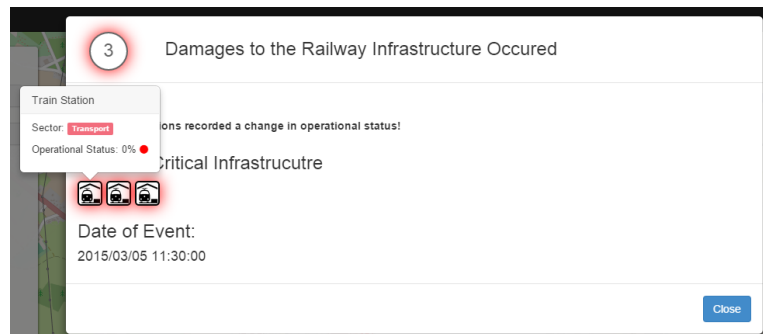 3
Damages to the Railway Infrastructure Occured
Train Station
Sector: Transport
Operational Status: 0%
ions recorded a change in operational status!
Critical Infrastrucutre
Date of Event:
2015/03/05 11:30:00
Close